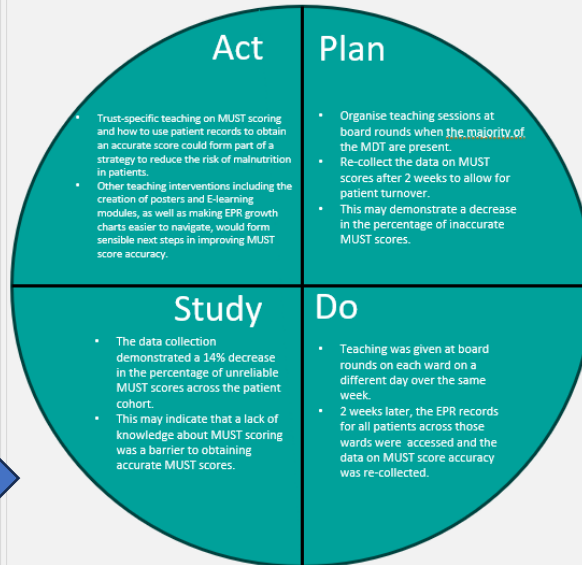 Act
Trust-specific teaching on MUST scoring
and how to use patient records to obtain
an accurate score could form part of a
strategy to reduce the risk of malnutrition
in patients.
Other teaching interventions including the
creation of posters and E-learning
modules, as well as making EPR growth
charts easier to navigate, would form
sensible next steps in improving MUST
score accuracy.
Plan
Organise teaching sessions at
board rounds when the majority of
the MDT are present.
Re-collect the data on MUST
scores after 2 weeks to allow for
patient turnover.
This may demonstrate a decrease
in the percentage of inaccurate
MUST scores.
Study
The data collection
demonstrated a 14% decrease
in the percentage of unreliable
MUST scores across the patient
cohort.
This may indicate that a lack of
knowledge about MUST scoring
was a barrier to obtaining
accurate MUST scores.
Do
Teaching was given at board
rounds on each ward on a
different day over the same
week.
2 weeks later, the EPR records
for all patients across those
wards were accessed and the
data on MUST score accuracy
was re-collected.